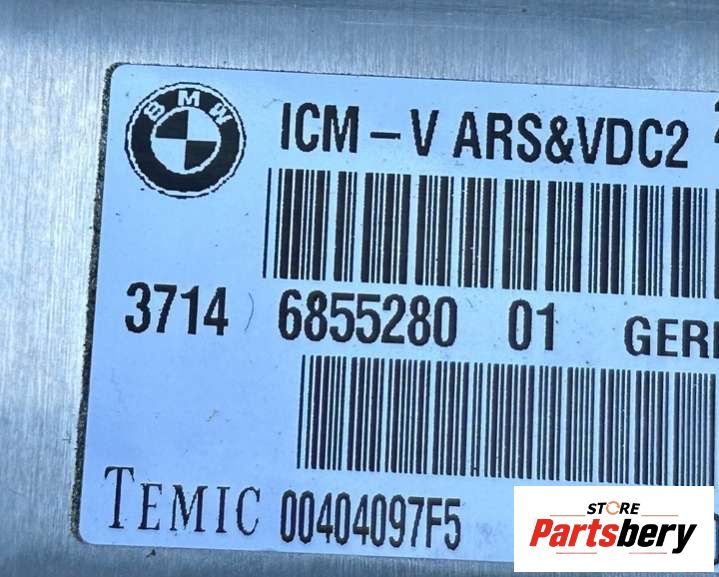 BMW
ICM-V ARS&VDC2
3714 6855280 01
TEMIC 00404097F5
STORE
Partsbery